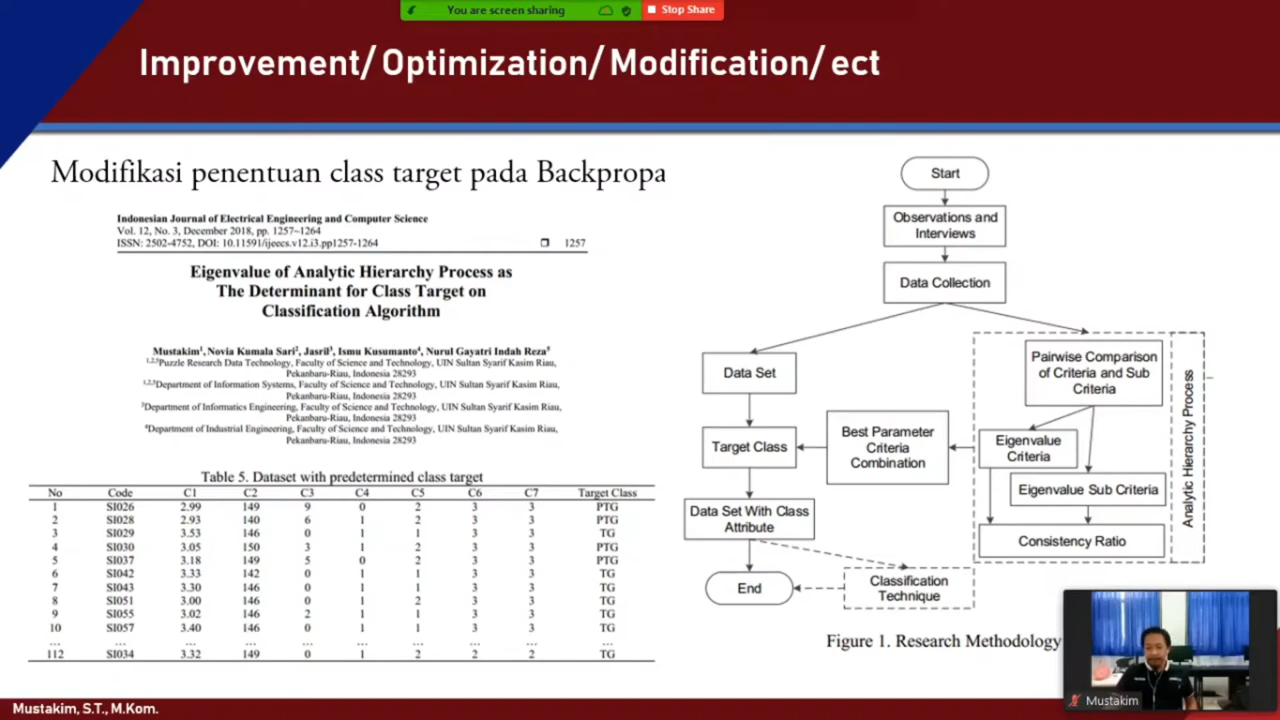 You are screen sharing
Stop Share
Improvement/ Optimization/ Modification/ ect
Modifikasi penentuan class target pada Backpropa
Indonesian Journal of Electrical Engineering and Computer Science
Vol. 12, No. 3, December 2018, pp. 1257~1264
ISSN: 2502-4752, DOI: 10.11591/ijeecs.v12.i3.pp1257-1264
1257
Eigenvalue of Analytic Hierarchy Process as
The Determinant for Class Target on
Classification Algorithm
Mustakim1, Novia Kumala Sari2, Jasril3, Ismu Kusumanto4, Nurul Gayatri Indah Reza5
1,2,5Puzzle Research Data Technology, Faculty of Science and Technology, UIN Sultan Syarif Kasim Riau,
Pekanbaru-Riau, Indonesia 28293
1,2,5Department of Information Systems, Faculty of Science and Technology, UIN Sultan Syarif Kasim Riau,
Pekanbaru-Riau, Indonesia 28293
3Department of Informatics Engineering, Faculty of Science and Technology, UIN Sultan Syarif Kasim Riau,
Pekanbaru-Riau, Indonesia 28293
4Department of Industrial Engineering, Faculty of Science and Technology, UIN Sultan Syarif Kasim Riau,
Pekanbaru-Riau, Indonesia 28293
Table 5. Dataset with predetermined class target
No Code C1 C2 C3 C4 C5 C6 C7 Target Class
1 SI026 2.99 149 9 0 2 3 3 PTG
2 SI028 2.93 140 6 1 2 3 3 PTG
3 SI029 3.53 146 0 1 1 3 3 TG
4 SI030 3.05 150 3 1 2 3 3 PTG
5 SI037 3.18 149 5 0 2 3 3 PTG
6 SI042 3.33 142 0 1 1 3 3 TG
7 SI043 3.30 146 0 1 1 3 3 TG
8 SI051 3.00 146 0 1 2 3 3 TG
9 SI055 3.02 146 2 1 1 3 3 TG
10 SI057 3.40 146 0 1 1 3 3 TG
... ... ... ... ... ... ... ... ... ...
112 SI034 3.32 149 0 1 2 2 2 TG
Start
Observations and
Interviews
Data Collection
Data Set
Pairwise Comparison
of Criteria and Sub
Criteria
Analytic Hierarchy Process
Target Class
Best Parameter
Criteria
Combination
Eigenvalue
Criteria
Eigenvalue Sub Criteria
Data Set With Class
Attribute
Consistency Ratio
End
Classification
Technique
Figure 1. Research Methodology
Mustakim
Mustakim, S.T., M.Kom.